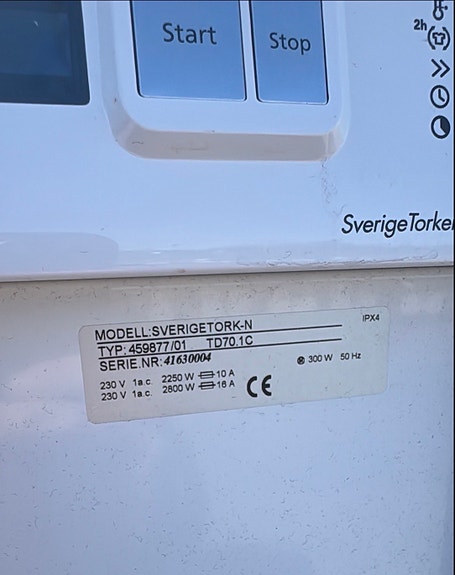 Start
Stop
2h
SverigeTorke
MODELL:SVERIGETORK-N
IPX4
TYP: 459877/01 TD70.1C
SERIE.NR: 41630004
230 V 1a.c. 2250 W 10 A
300 W 50 Hz
230 V 1a.c. 2800 W 16 A
CE